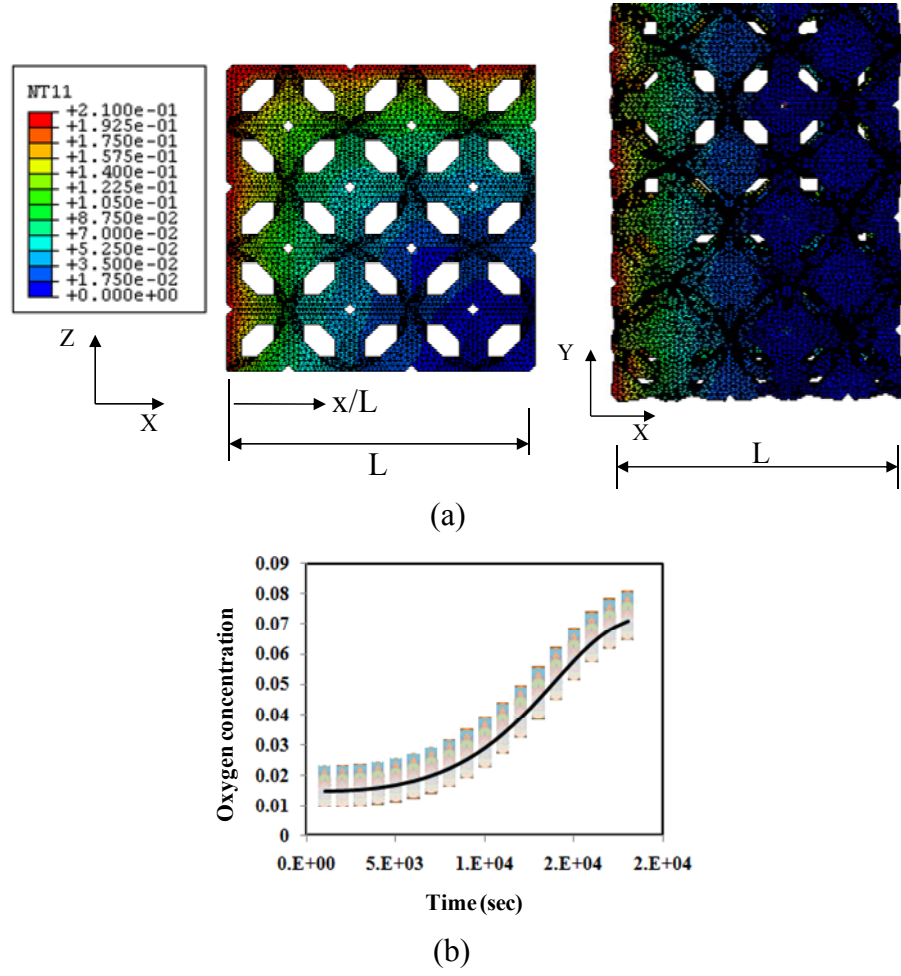 NT11
+2.100e-01
+1.925e-01
+1.750e-01
+1.575e-01
+1.400e-01
+1.225e-01
+1.050e-01
+8.750e-02
+7.000e-02
+5.250e-02
+3.500e-02
+1.750e-02
+0.000e+00
Z
X
x/L
L
Y
X
L
(a)
0.09
0.08
0.07
0.06
0.05
0.04
0.03
0.02
0.01
0
Oxygen concentration
0.E+00 5.E+03 1.E+04 2.E+04 2.E+04
Time (sec)
(b)